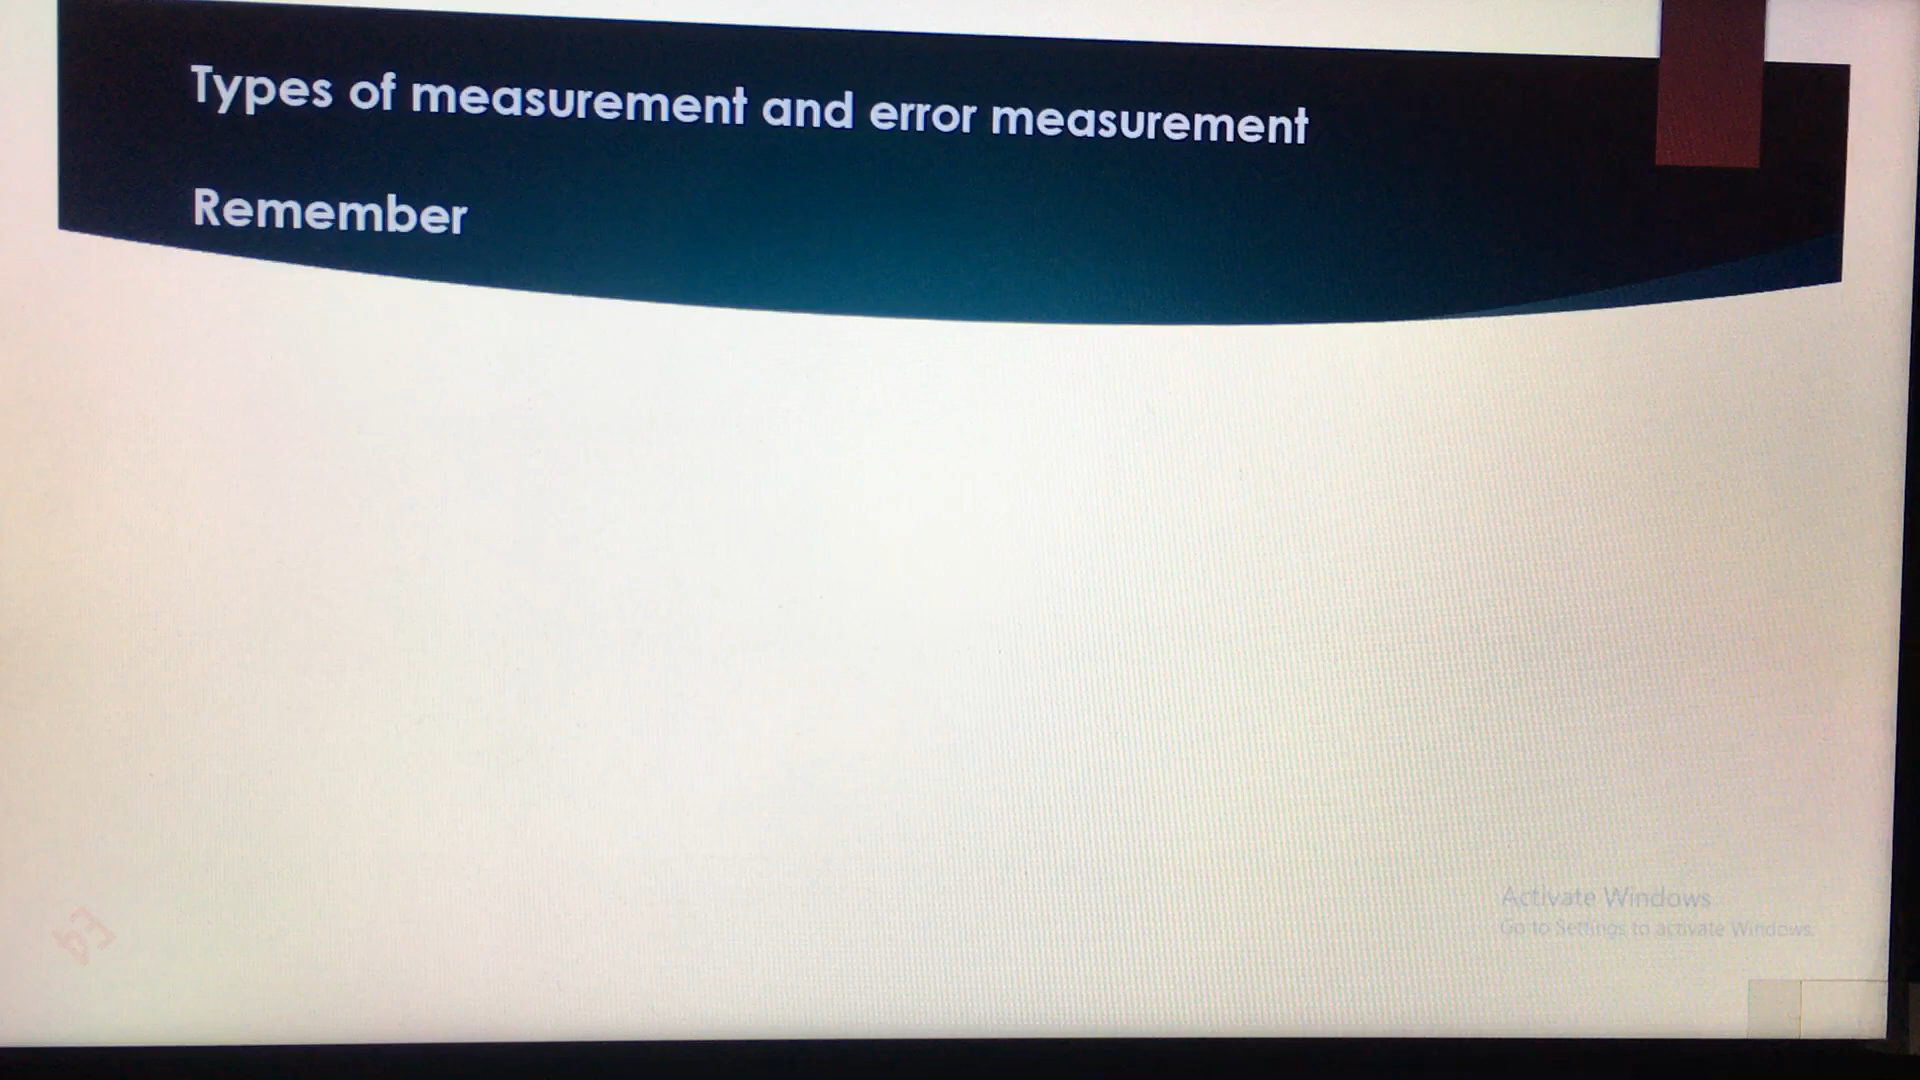 Types of measurement and error measurement
Remember
Activate Windows
Go to Settings to activate Windows.